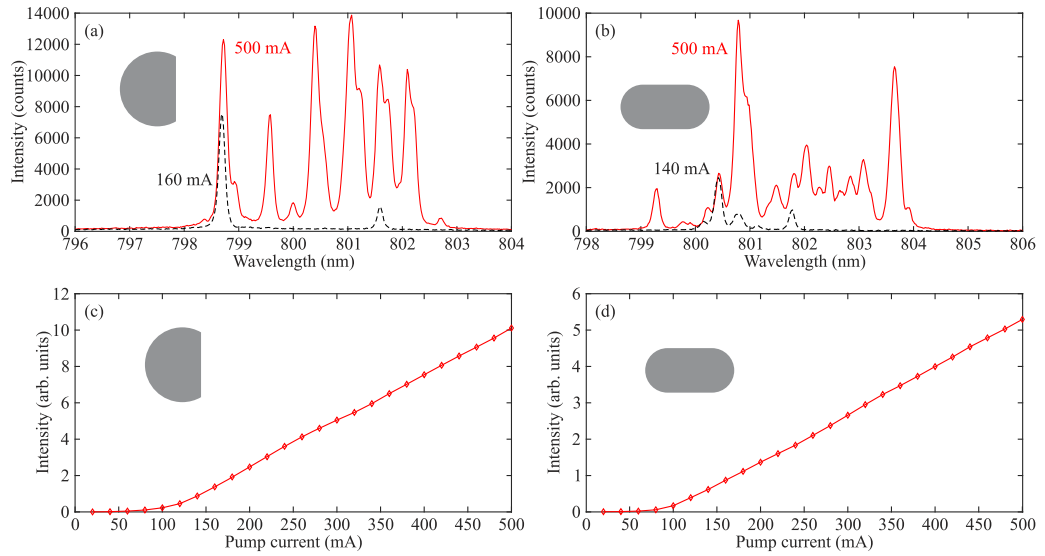 (a)
500 mA
160 mA
Intensity (counts)
14000
12000
10000
8000
6000
4000
2000
0
796 797 798 799 800 801 802 803 804
Wavelength (nm)
(b)
500 mA
140 mA
Intensity (counts)
10000
8000
6000
4000
2000
0
798 799 800 801 802 803 804 805 806
Wavelength (nm)
(c)
Intensity (arb. units)
12
10
8
6
4
2
0
0 50 100 150 200 250 300 350 400 450 500
Pump current (mA)
(d)
Intensity (arb. units)
6
5
4
3
2
1
0
0 50 100 150 200 250 300 350 400 450 500
Pump current (mA)